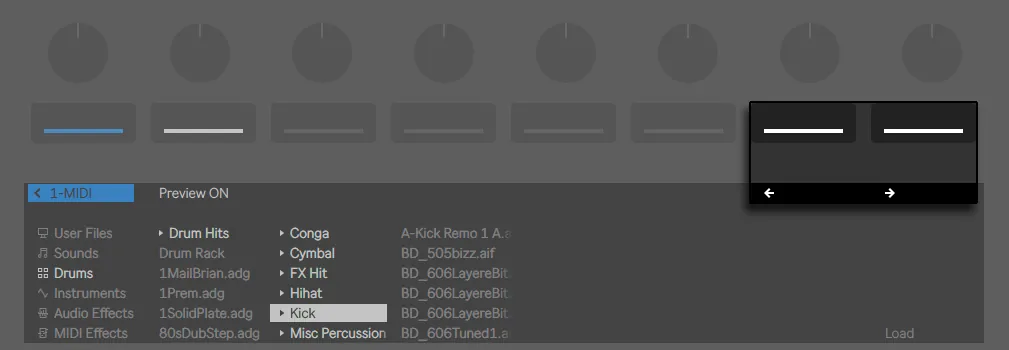 1-MIDI Preview ON
User Files Drum Hits Conga A-Kick Remo 1 A.a
Sounds Drum Rack Cymbal BD_505bizz.aif
Drums 1MailBrian.adg FX Hit BD_606LayereBit.
Instruments 1Prem.adg Hihat BD_606LayereBit.
Audio Effects 1SolidPlate.adg Kick BD_606LayereBit.
MIDI Effects 80sDubStep.adg Misc Percussion BD_606Tuned1.a Load